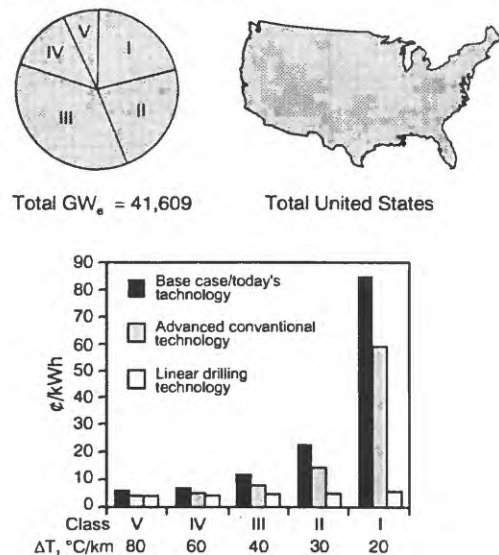 V
I
IV
III
II
Total GWe = 41,609
Total United States
90
80
70
60
50
40
30
20
10
0
¢/kWh
Base case/today's
tachnology
Advanced conventional
technology
Linear drilling
technology
Class V IV III II I
ΔT, °C/km 80 60 40 30 20